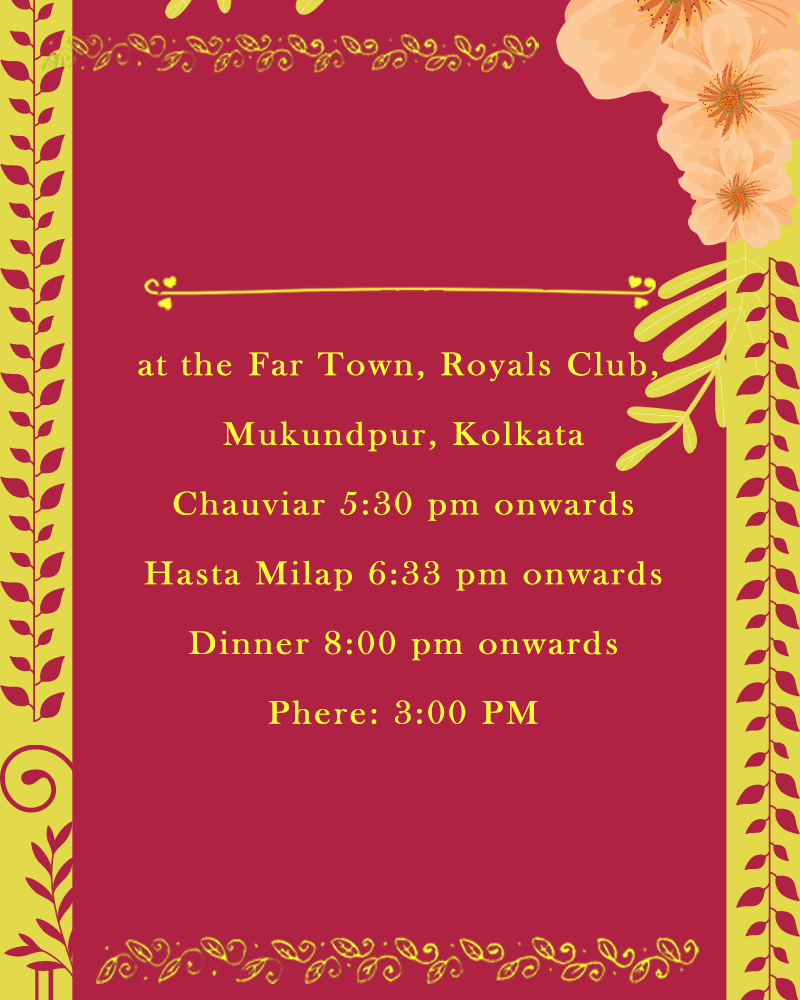 at the Far Town, Royals Club,
Mukundpur, Kolkata
Chauviar 5:30 pm onwards
Hasta Milap 6:33 pm onwards
Dinner 8:00 pm onwards
Phere: 3:00 PM